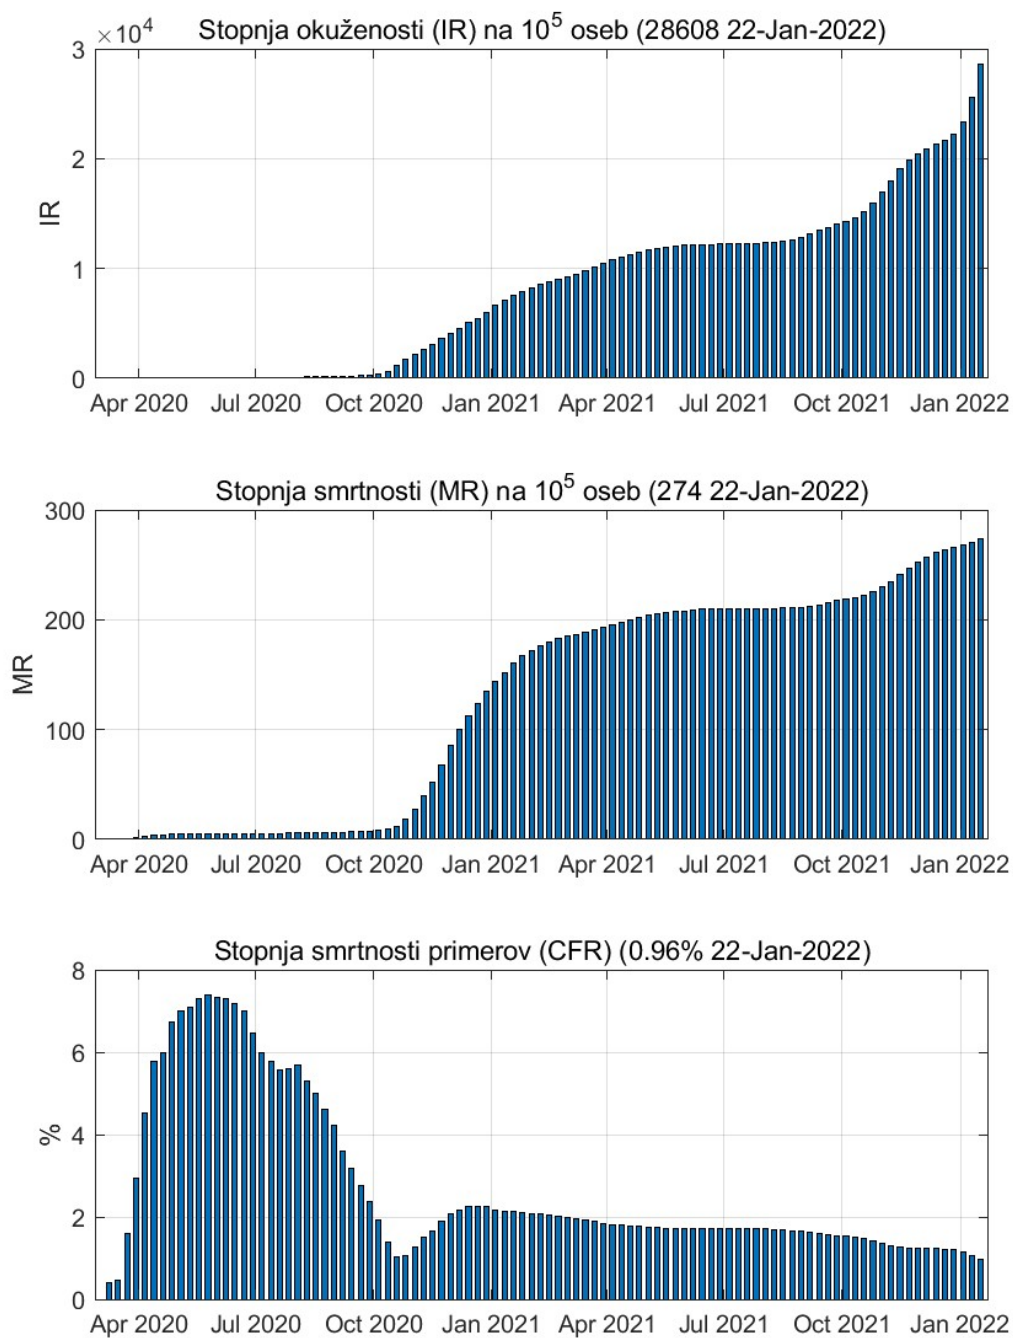 Stopnja okuženosti (IR) na 10^5 oseb (28608 22-Jan-2022)
×10^4
3
2
1
0
IR
Apr 2020 Jul 2020 Oct 2020 Jan 2021 Apr 2021 Jul 2021 Oct 2021 Jan 2022
Stopnja smrtnosti (MR) na 10^5 oseb (274 22-Jan-2022)
300
200
100
0
MR
Apr 2020 Jul 2020 Oct 2020 Jan 2021 Apr 2021 Jul 2021 Oct 2021 Jan 2022
Stopnja smrtnosti primerov (CFR) (0.96% 22-Jan-2022)
8
6
4
2
0
%
Apr 2020 Jul 2020 Oct 2020 Jan 2021 Apr 2021 Jul 2021 Oct 2021 Jan 2022